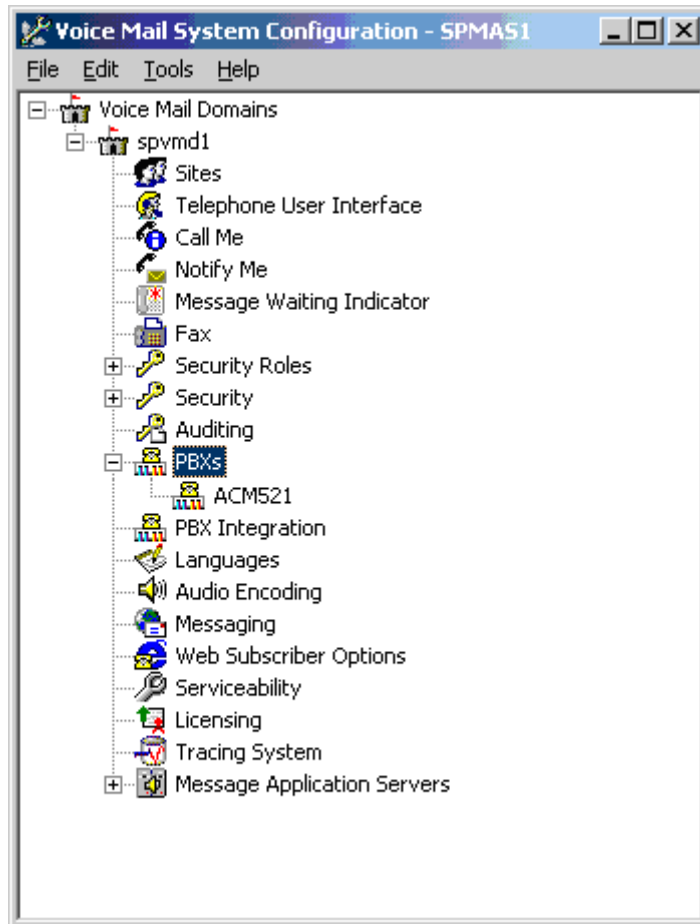 Voice Mail System Configuration - SPMAS1
File Edit Tools Help
Voice Mail Domains
spvmd1
Sites
Telephone User Interface
Call Me
Notify Me
Message Waiting Indicator
Fax
Security Roles
Security
Auditing
PBXs
ACM521
PBX Integration
Languages
Audio Encoding
Messaging
Web Subscriber Options
Serviceability
Licensing
Tracing System
Message Application Servers